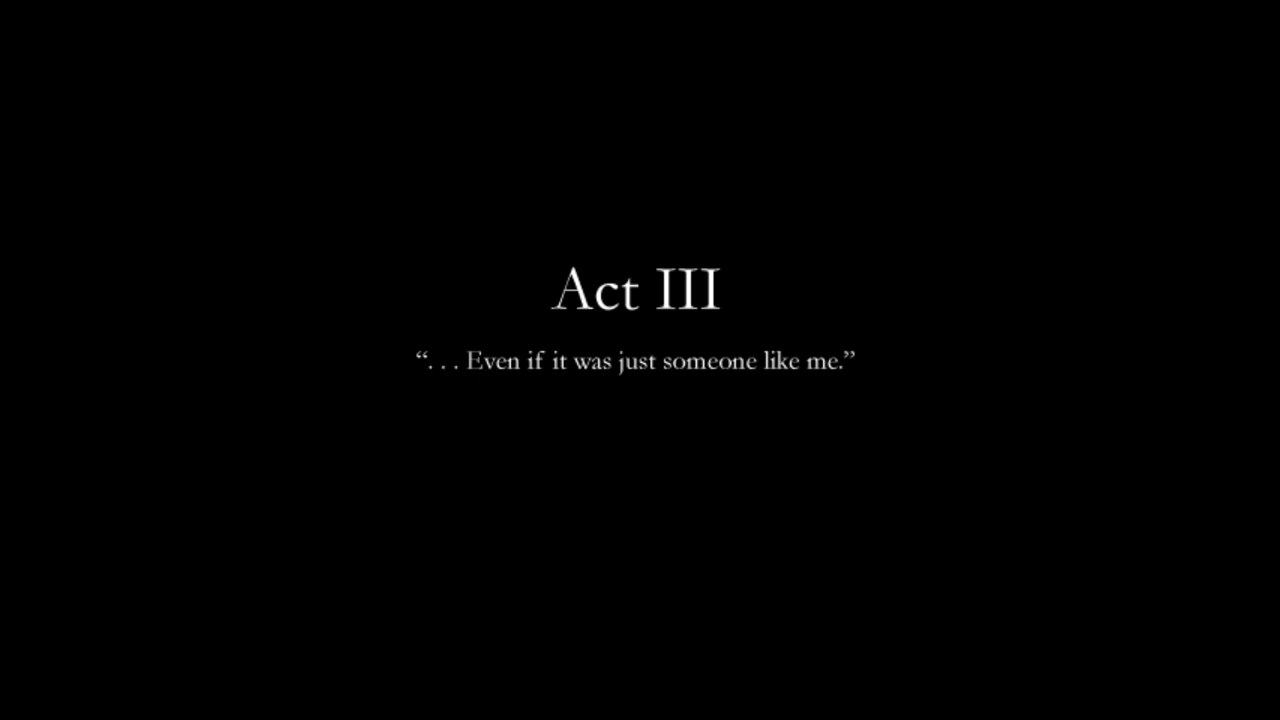 Act III
“. . . Even if it was just someone like me.”